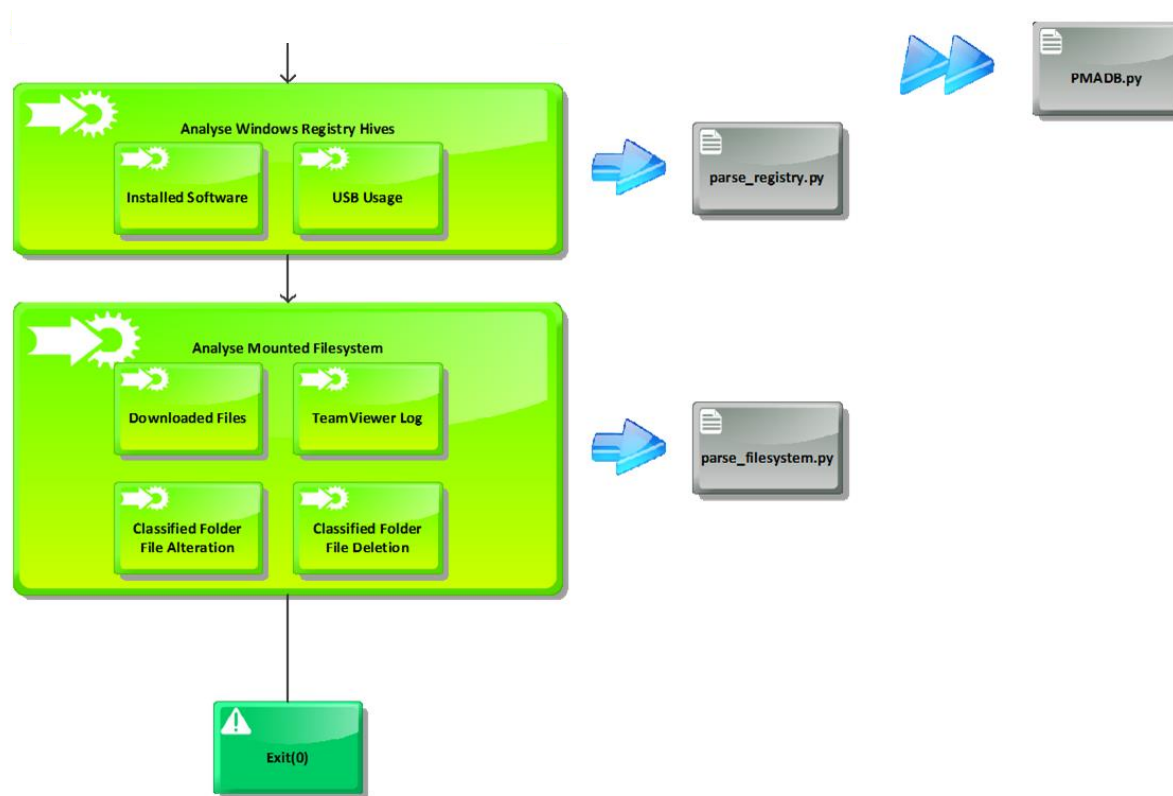 PMADB.py
Analyse Windows Registry Hives
Installed Software
USB Usage
parse_registry.py
Analyse Mounted Filesystem
Downloaded Files
TeamViewer Log
parse_filesystem.py
Classified Folder
File Alteration
Classified Folder
File Deletion
Exit(0)